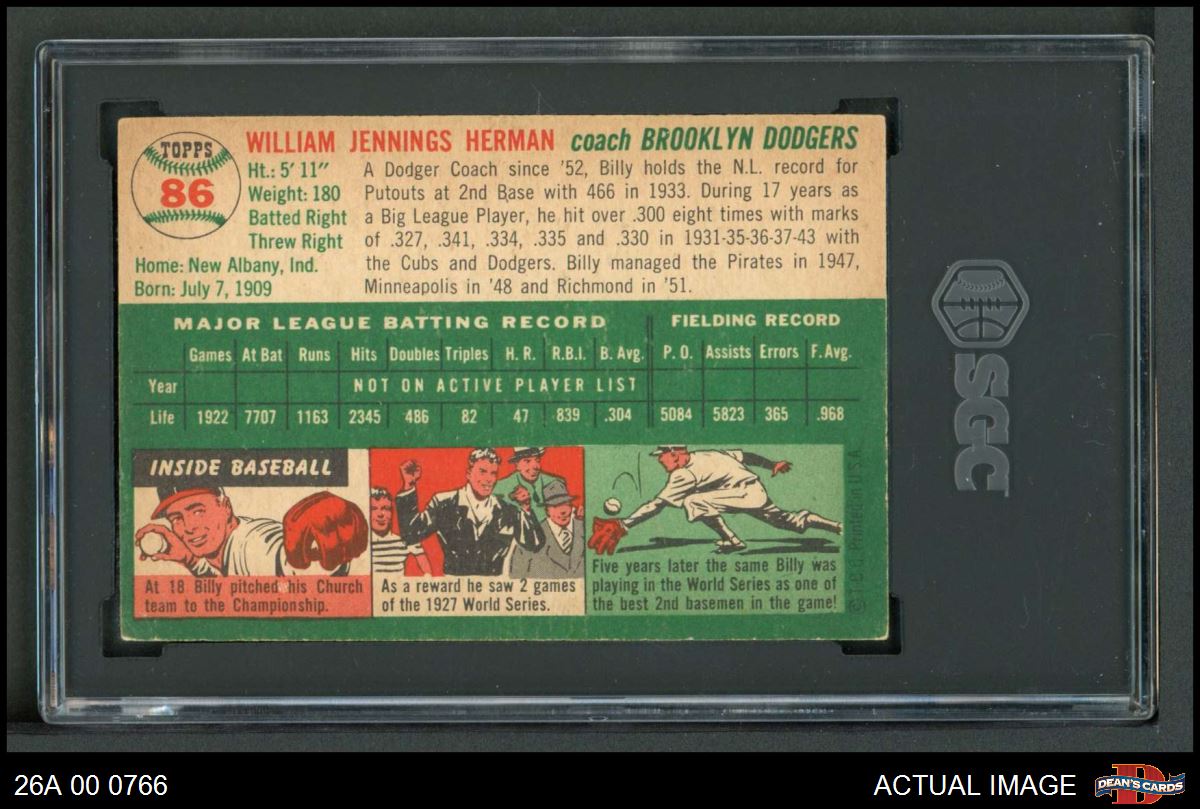 TOPPS
86
WILLIAM JENNINGS HERMAN coach BROOKLYN DODGERS
Ht.: 5' 11"
Weight: 180
Batted Right
Threw Right
Home: New Albany, Ind.
Born: July 7, 1909
A Dodger Coach since '52, Billy holds the N.L. record for
Putouts at 2nd Base with 466 in 1933. During 17 years as
a Big League Player, he hit over .300 eight times with marks
of .327, .341, .334, .335 and .330 in 1931-35-36-37-43 with
the Cubs and Dodgers. Billy managed the Pirates in 1947,
Minneapolis in '48 and Richmond in '51.
MAJOR LEAGUE BATTING RECORD FIELDING RECORD
Games At Bat Runs Hits Doubles Triples H. R. R.B.I. B. Avg. P. O. Assists Errors F. Avg.
Year NOT ON ACTIVE PLAYER LIST
Life 1922 7707 1163 2345 486 82 47 839 .304 5084 5823 365 .968
INSIDE BASEBALL
At 18 Billy pitched his Church
team to the Championship.
As a reward he saw 2 games
of the 1927 World Series.
Five years later the same Billy was
playing in the World Series as one of
the best 2nd basemen in the game!
© T.C.G. Printed in U.S.A.
SGC
26A 00 0766
ACTUAL IMAGE
DEAN'S CARDS